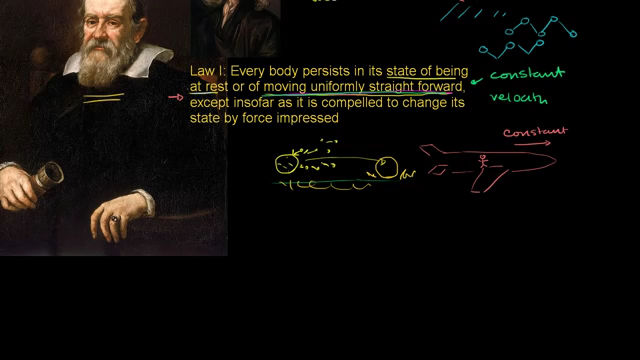 Law I: Every body persists in its state of being
at rest or of moving uniformly straight forward,
except insofar as it is compelled to change its
state by force impressed
constant
velocity
constant